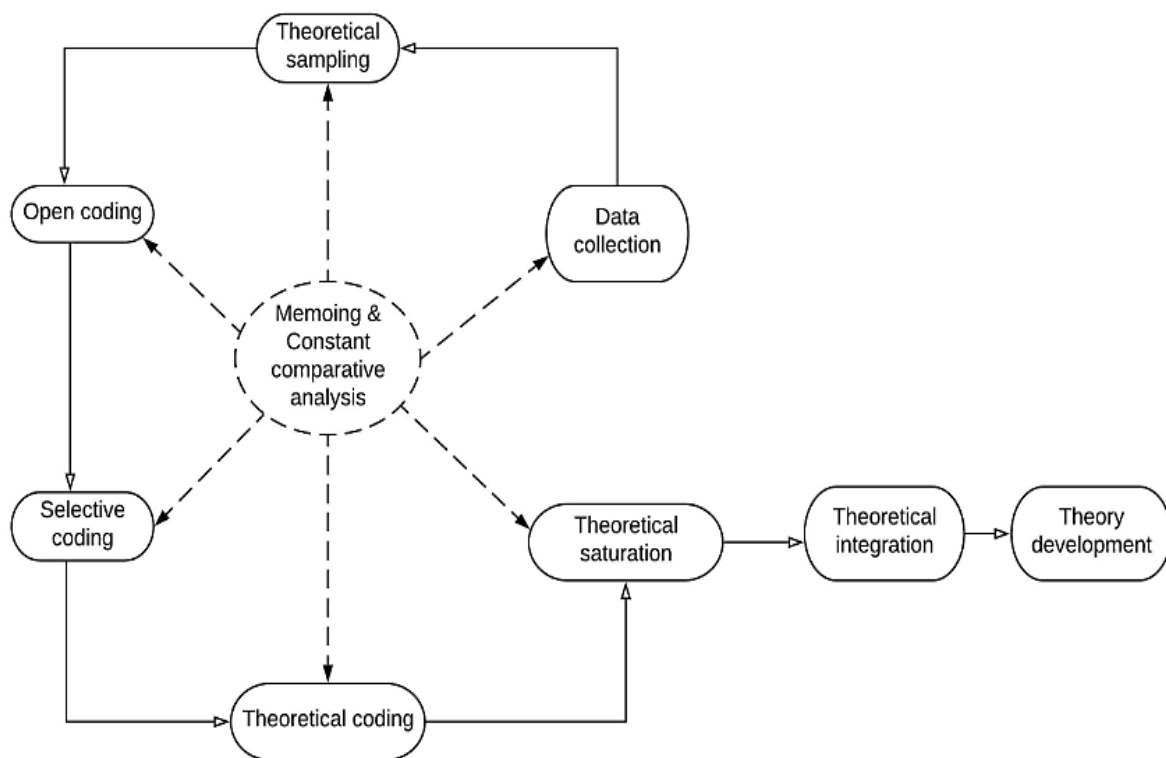 Theoretical
sampling
Open coding
Data
collection
Memoing &
Constant
comparative
analysis
Selective
coding
Theoretical
saturation
Theoretical
integration
Theory
development
Theoretical coding